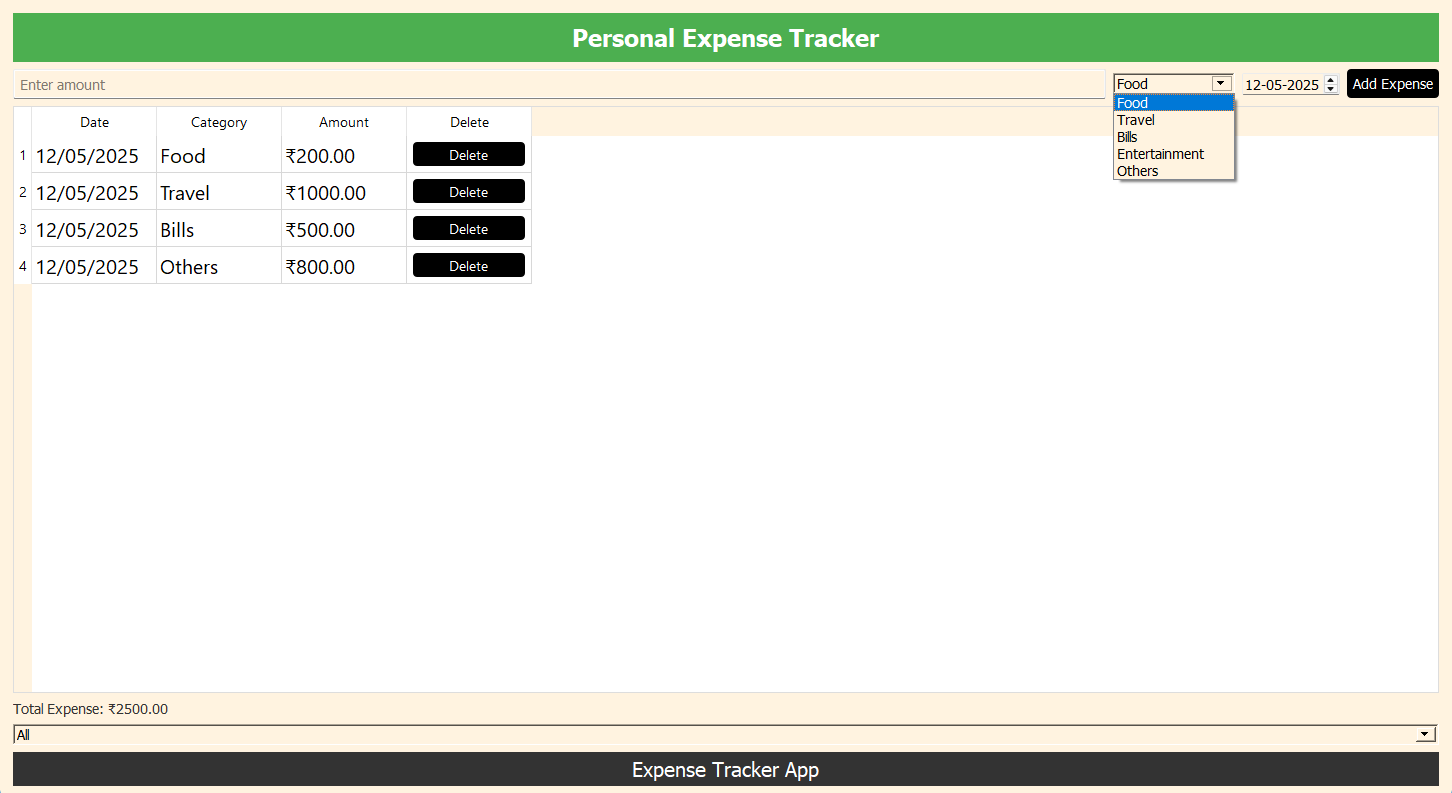 Personal Expense Tracker
Enter amount Food 12-05-2025 Add Expense
Food
Travel
Bills
Entertainment
Others
Date Category Amount Delete
1 12/05/2025 Food ₹200.00 Delete
2 12/05/2025 Travel ₹1000.00 Delete
3 12/05/2025 Bills ₹500.00 Delete
4 12/05/2025 Others ₹800.00 Delete
Total Expense: ₹2500.00
All
Expense Tracker App